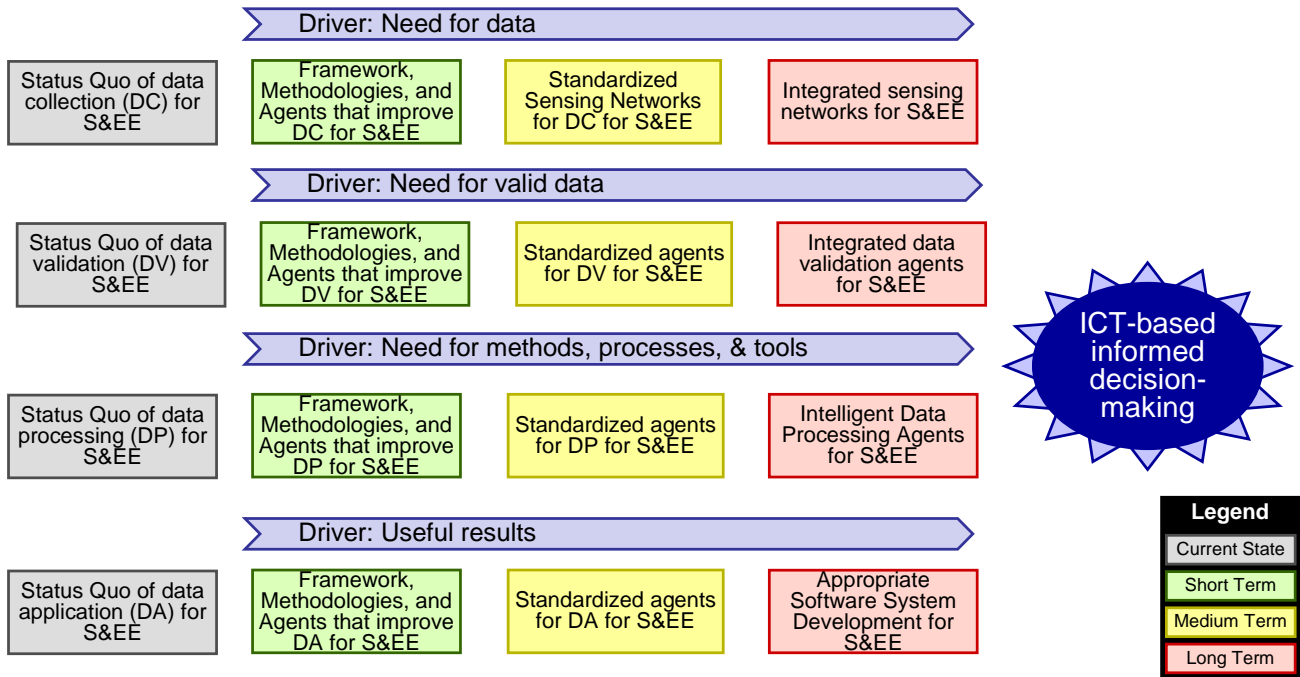 Driver: Need for data
Status Quo of data
collection (DC) for
S&EE
Framework,
Methodologies, and
Agents that improve
DC for S&EE
Standardized
Sensing Networks
for DC for S&EE
Integrated sensing
networks for S&EE
Driver: Need for valid data
Status Quo of data
validation (DV) for
S&EE
Framework,
Methodologies, and
Agents that improve
DV for S&EE
Standardized agents
for DV for S&EE
Integrated data
validation agents
for S&EE
Driver: Need for methods, processes, & tools
Status Quo of data
processing (DP) for
S&EE
Framework,
Methodologies, and
Agents that improve
DP for S&EE
Standardized agents
for DP for S&EE
Intelligent Data
Processing Agents
for S&EE
Driver: Useful results
Status Quo of data
application (DA) for
S&EE
Framework,
Methodologies, and
Agents that improve
DA for S&EE
Standardized agents
for DA for S&EE
Appropriate
Software System
Development for
S&EE
ICT-based
informed
decision-
making
Legend
Current State
Short Term
Medium Term
Long Term